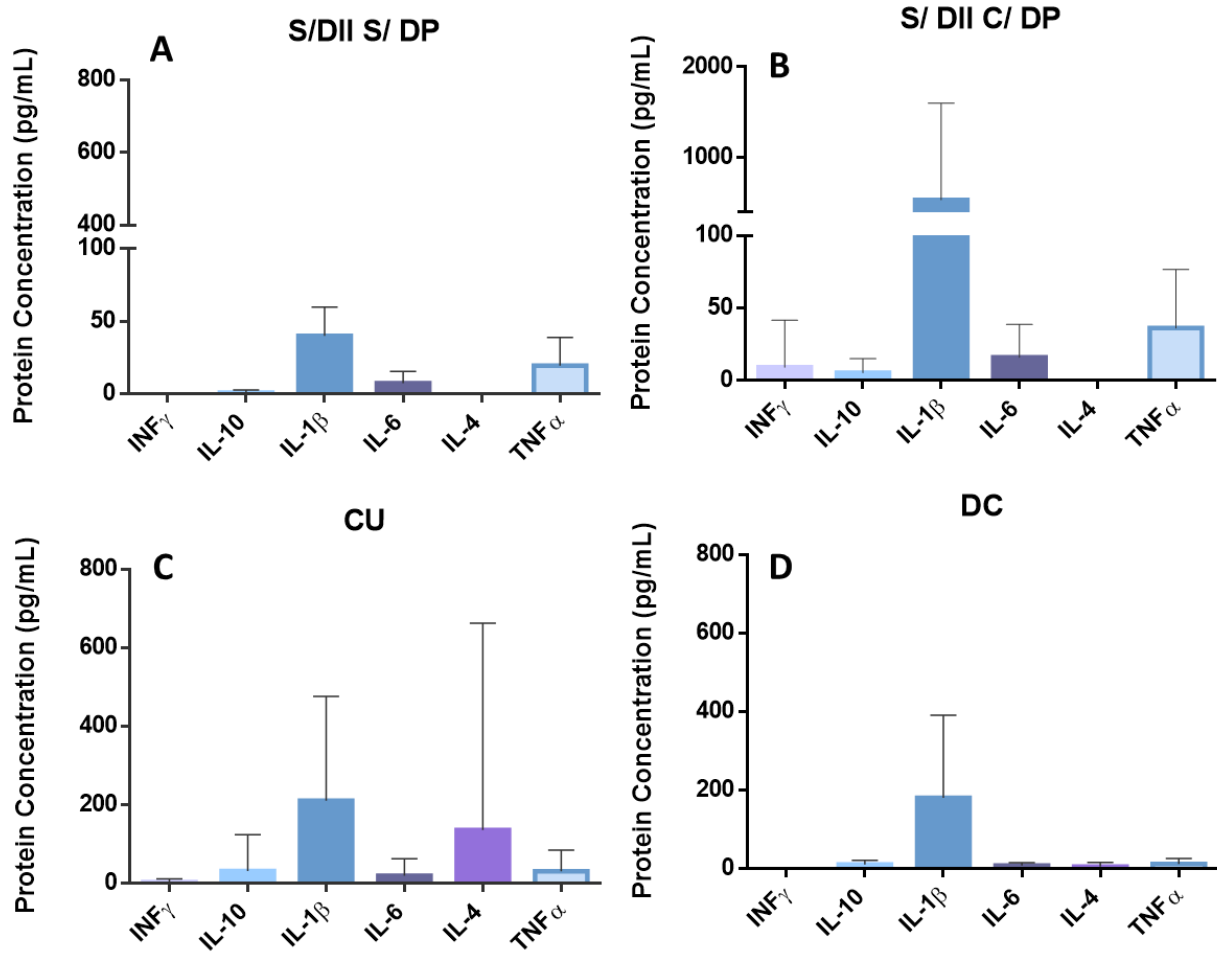 S/DII S/ DP
A
Protein Concentration (pg/mL)
800
600
400
100
50
0
INFγ
IL-10
IL-1β
IL-6
IL-4
TNFα
S/ DII C/ DP
B
Protein Concentration (pg/mL)
2000
1000
100
50
0
INFγ
IL-10
IL-1β
IL-6
IL-4
TNFα
CU
C
Protein Concentration (pg/mL)
800
600
400
200
0
INFγ
IL-10
IL-1β
IL-6
IL-4
TNFα
DC
D
Protein Concentration (pg/mL)
800
600
400
200
0
INFγ
IL-10
IL-1β
IL-6
IL-4
TNFα